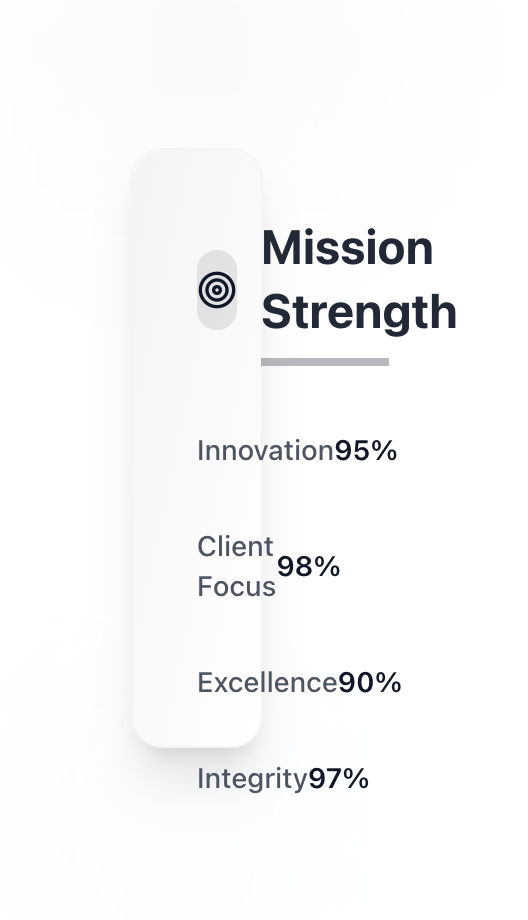 Mission
Strength
Innovation95%
Client
Focus
98%
Excellence90%
Integrity97%